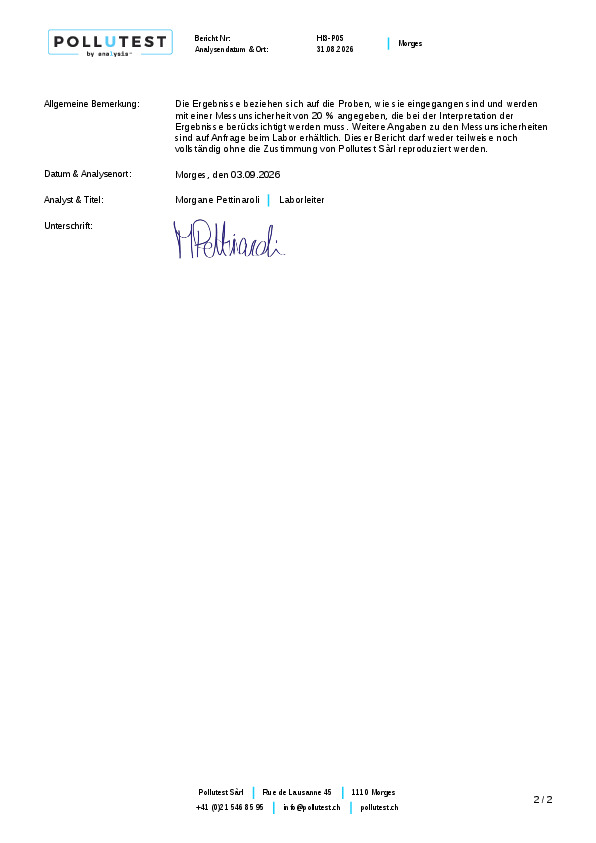 POLLUTEST
by analysis
Bericht Nr: HI8-P05
Analysendatum & Ort: 31.08.2026 Morges
Allgemeine Bemerkung: Die Ergebnisse beziehen sich auf die Proben, wie sie eingegangen sind und werden
mit einer Messunsicherheit von 20 % angegeben, die bei der Interpretation der
Ergebnisse berücksichtigt werden muss. Weitere Angaben zu den Messunsicherheiten
sind auf Anfrage beim Labor erhältlich. Dieser Bericht darf weder teilweise noch
vollständig ohne die Zustimmung von Pollutest Sàrl reproduziert werden.
Datum & Analysenort: Morges, den 03.09.2026
Analyst & Titel: Morgane Pettinaroli | Laborleiter
Unterschrift: MPettinaroli
Pollutest Sàrl | Rue de Lausanne 45 | 1110 Morges
+41 (0)21 546 85 95 | info@pollutest.ch | pollutest.ch
2 / 2